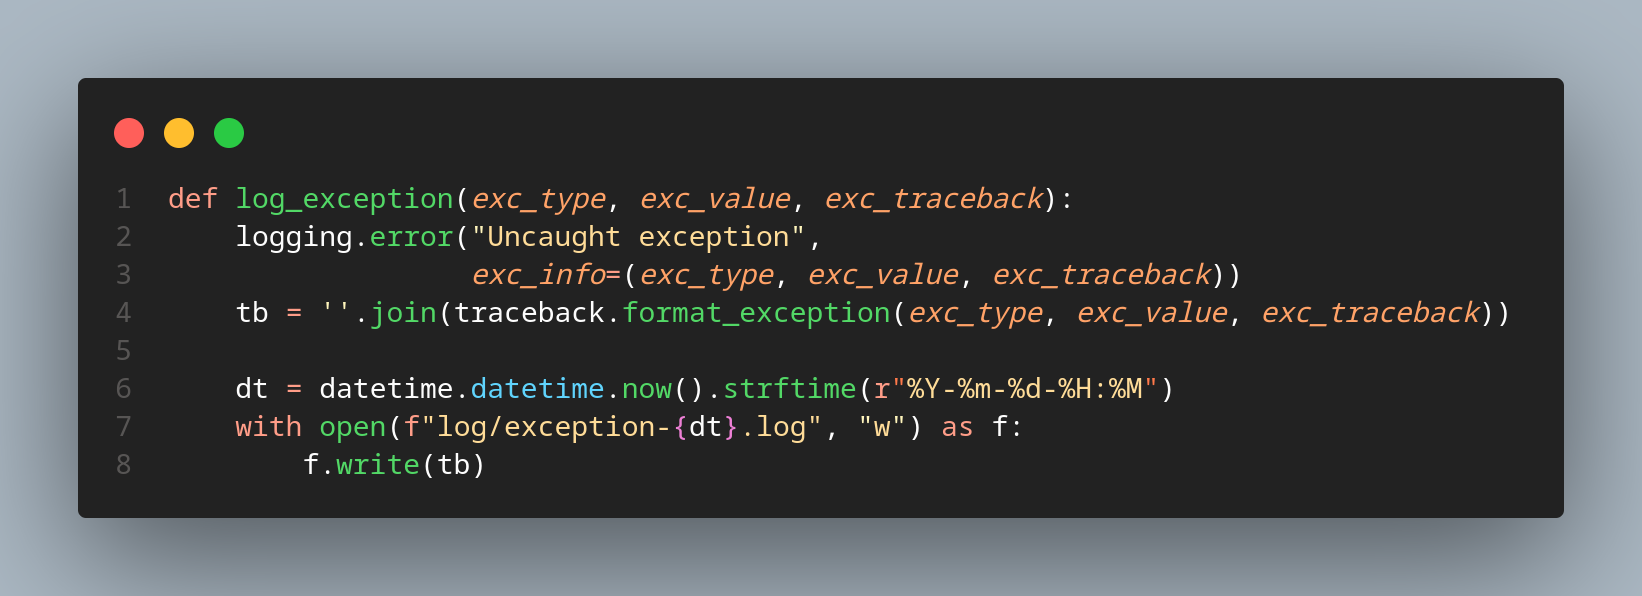 1 def log_exception(exc_type, exc_value, exc_traceback):
2     logging.error("Uncaught exception",
3                   exc_info=(exc_type, exc_value, exc_traceback))
4     tb = ''.join(traceback.format_exception(exc_type, exc_value, exc_traceback))
5
6     dt = datetime.datetime.now().strftime(r"%Y-%m-%d-%H:%M")
7     with open(f"log/exception-{dt}.log", "w") as f:
8         f.write(tb)